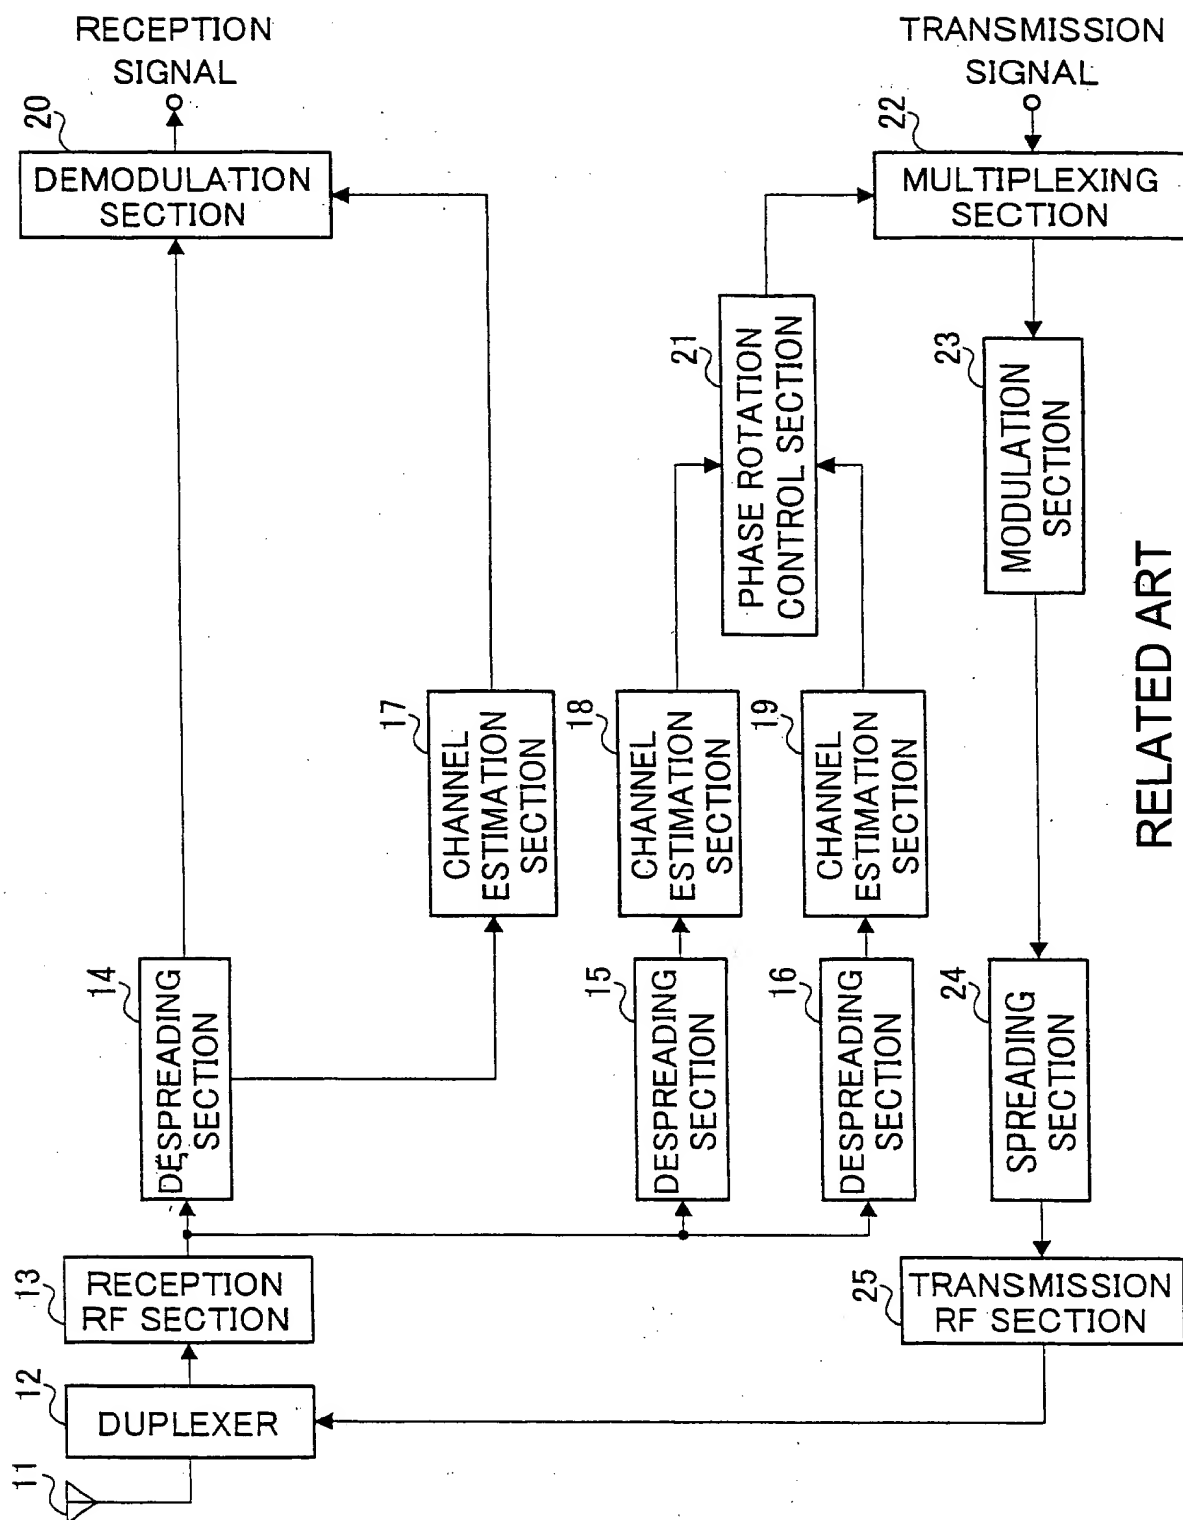 RECEPTION
SIGNAL
TRANSMISSION
SIGNAL
20
DEMODULATION
SECTION
22
MULTIPLEXING
SECTION
21
PHASE ROTATION
CONTROL SECTION
23
MODULATION
SECTION
17
CHANNEL
ESTIMATION
SECTION
18
CHANNEL
ESTIMATION
SECTION
19
CHANNEL
ESTIMATION
SECTION
RELATED ART
14
DESPREADING
SECTION
15
DESPREADING
SECTION
16
DESPREADING
SECTION
24
SPREADING
SECTION
13
RECEPTION
RF SECTION
25
TRANSMISSION
RF SECTION
12
DUPLEXER
11